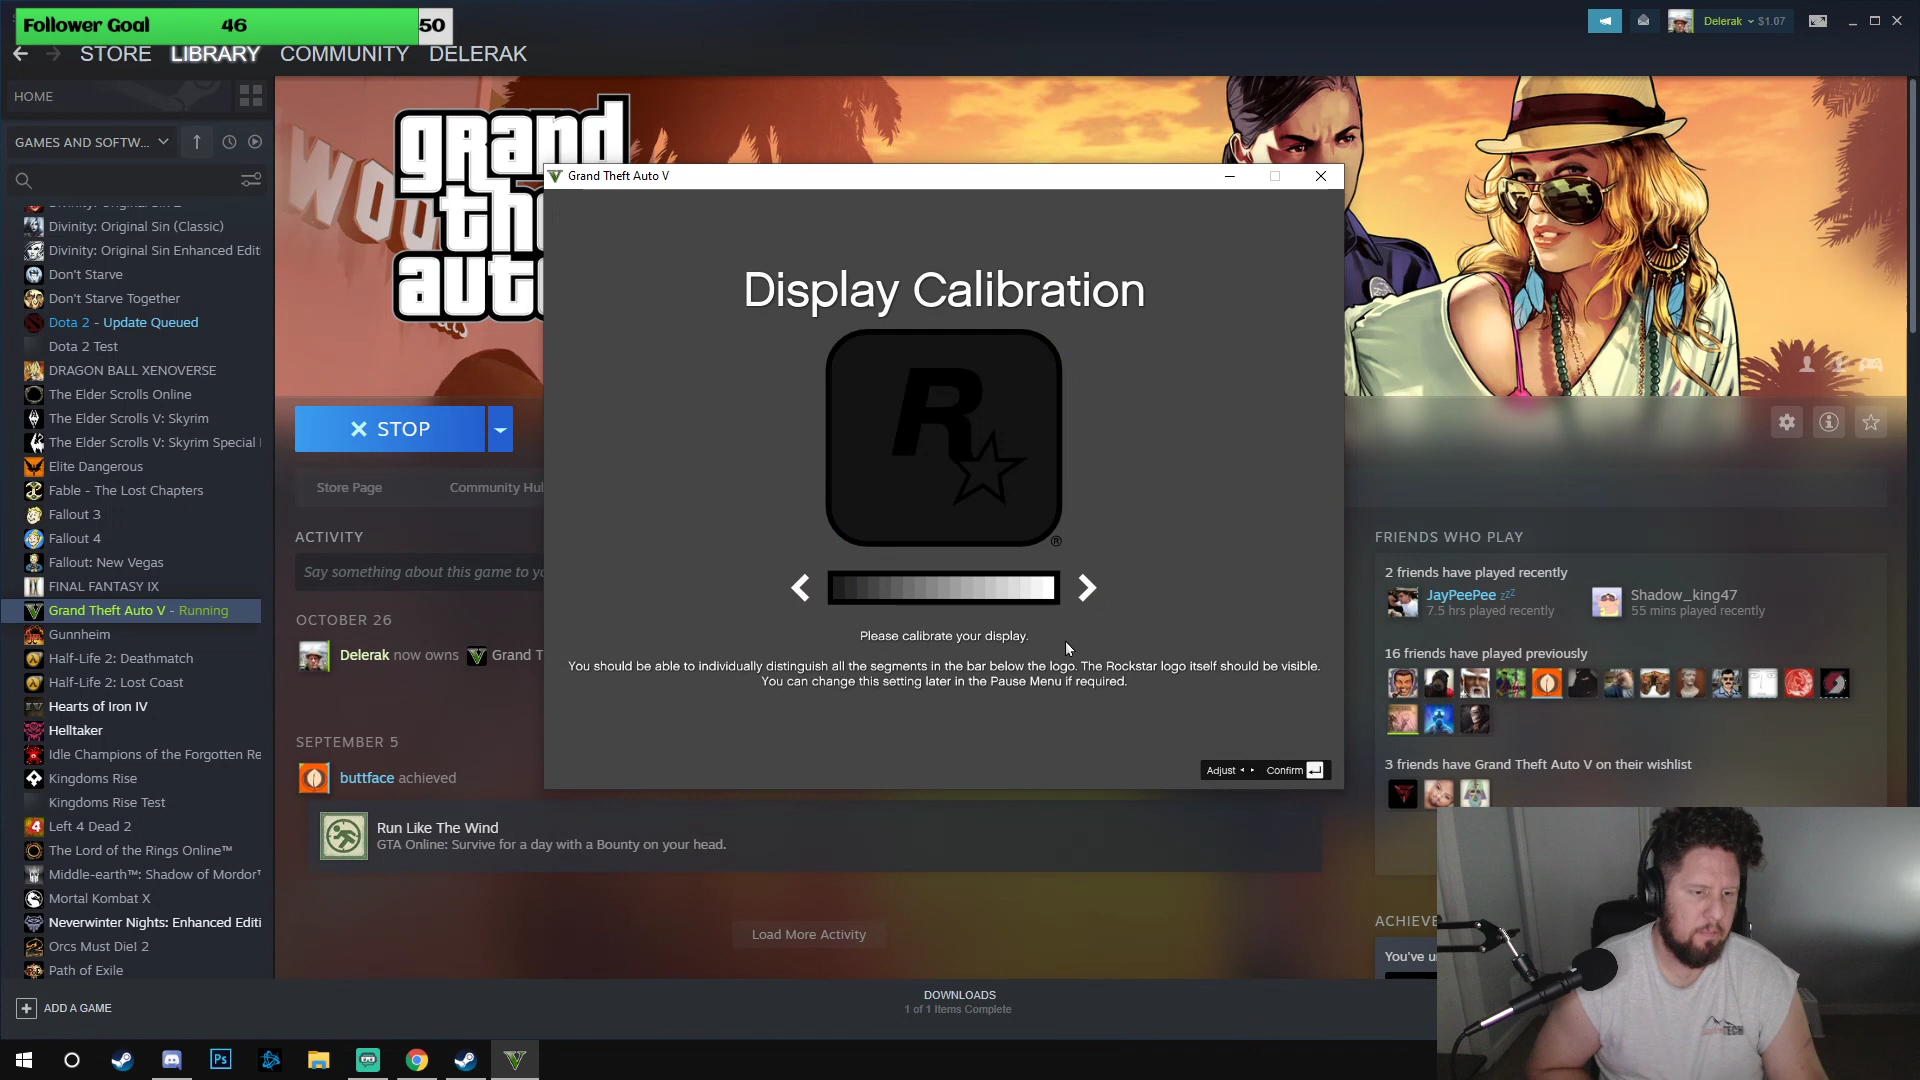 Follower Goal 46 50
Delerak $1.07
STORE LIBRARY COMMUNITY DELERAK
HOME
GAMES AND SOFTW...
Divinity: Original Sin 2
Divinity: Original Sin (Classic)
Divinity: Original Sin Enhanced Editi
Don't Starve
Don't Starve Together
Dota 2 - Update Queued
Dota 2 Test
DRAGON BALL XENOVERSE
The Elder Scrolls Online
The Elder Scrolls V: Skyrim
The Elder Scrolls V: Skyrim Special
Elite Dangerous
Fable - The Lost Chapters
Fallout 3
Fallout 4
Fallout: New Vegas
FINAL FANTASY IX
Grand Theft Auto V - Running
Gunnheim
Half-Life 2: Deathmatch
Half-Life 2: Lost Coast
Hearts of Iron IV
Helltaker
Idle Champions of the Forgotten Re
Kingdoms Rise
Kingdoms Rise Test
Left 4 Dead 2
The Lord of the Rings Online™
Middle-earth™: Shadow of Mordor™
Mortal Kombat X
Neverwinter Nights: Enhanced Editi
Orcs Must Die! 2
Path of Exile
ADD A GAME
WOU
grand
the
auto
STOP
Store Page Community Hu
ACTIVITY
Say something about this game to yo
OCTOBER 26
Delerak now owns Grand T
SEPTEMBER 5
buttface achieved
Run Like The Wind
GTA Online: Survive for a day with a Bounty on your head.
Load More Activity
Grand Theft Auto V
Display Calibration
R
®
Please calibrate your display.
You should be able to individually distinguish all the segments in the bar below the logo. The Rockstar logo itself should be visible.
You can change this setting later in the Pause Menu if required.
Adjust Confirm
FRIENDS WHO PLAY
2 friends have played recently
JayPeePee zzZ
7.5 hrs played recently
Shadow_king47
55 mins played recently
16 friends have played previously
3 friends have Grand Theft Auto V on their wishlist
ACHIEVE
You've u
DOWNLOADS
1 of 1 Items Complete
Ps